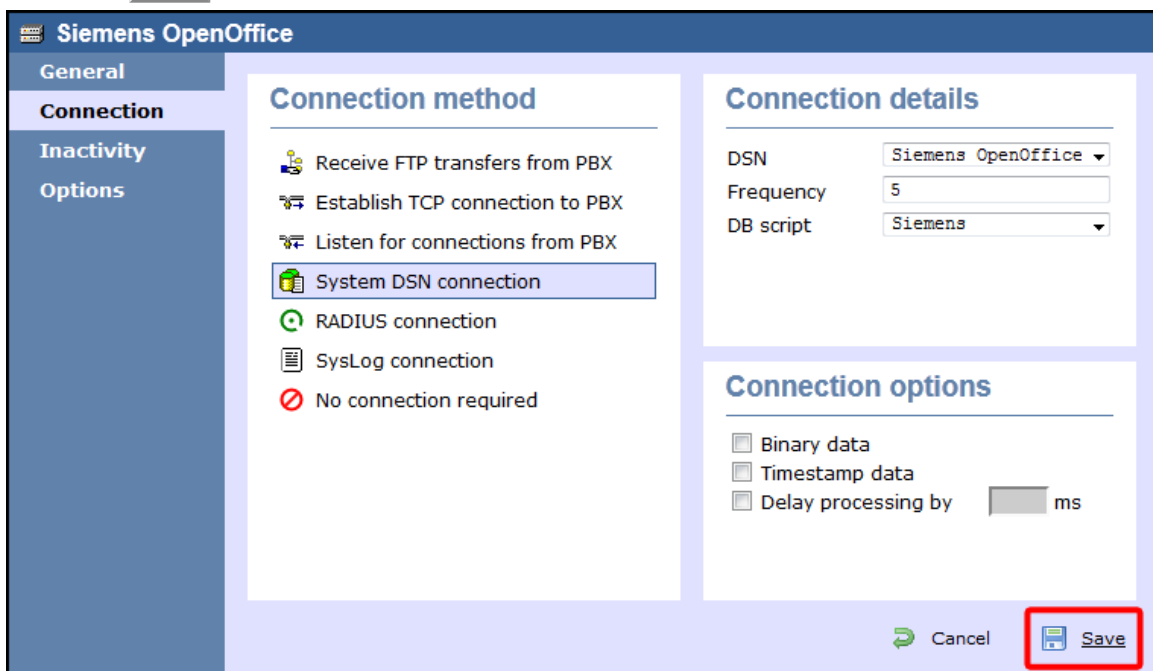 Siemens OpenOffice
General
Connection
Inactivity
Options
Connection method
Receive FTP transfers from PBX
Establish TCP connection to PBX
Listen for connections from PBX
System DSN connection
RADIUS connection
SysLog connection
No connection required
Connection details
DSN Siemens OpenOffice
Frequency 5
DB script Siemens
Connection options
Binary data
Timestamp data
Delay processing by ms
Cancel Save